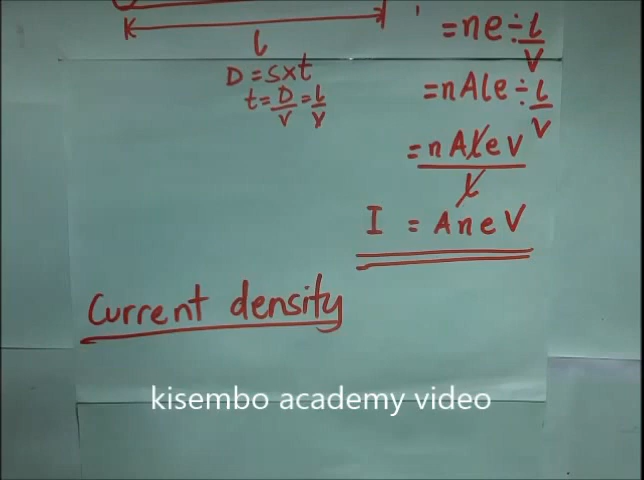 l
D = s x t
t = D/V = l/V
= ne ÷ l/V
= nAle ÷ l/V
= nAleV/l
I = AneV
Current density
kisembo academy video